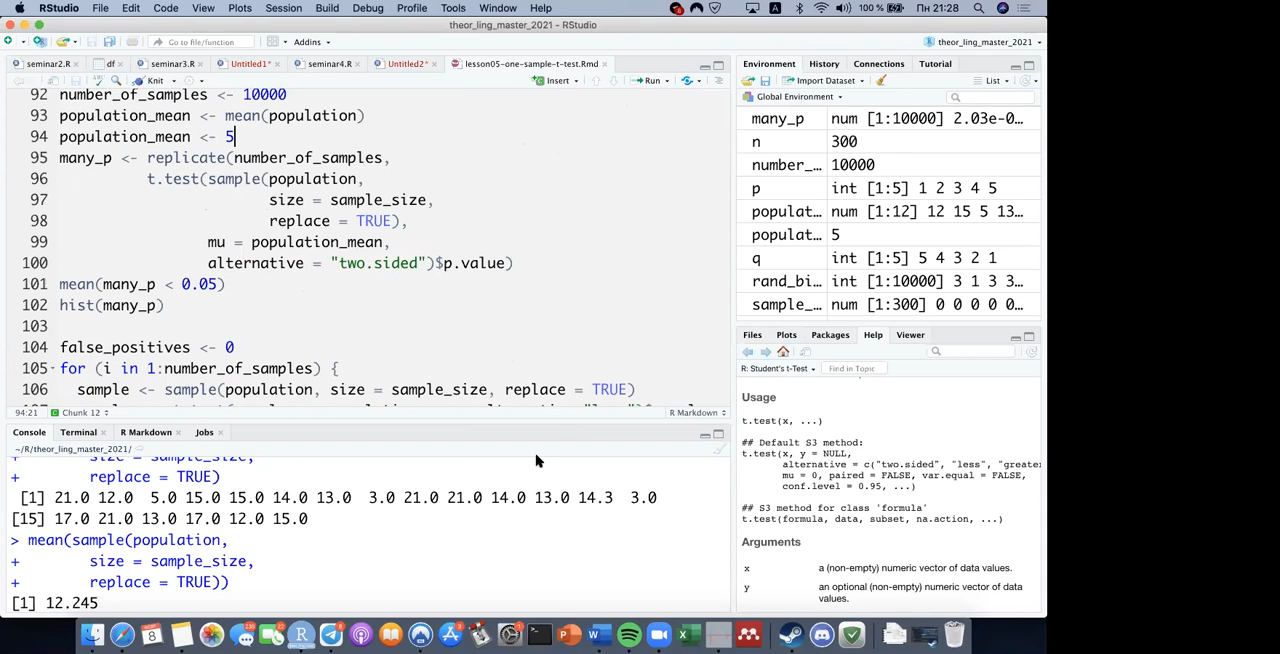 RStudio File Edit Code View Plots Session Build Debug Profile Tools Window Help 100 % Пн 21:28
theor_ling_master_2021 - RStudio
Go to file/function Addins theor_ling_master_2021
seminar2.R df seminar3.R Untitled1* seminar4.R Untitled2* lesson05-one-sample-t-test.Rmd
Knit Insert Run
92 number_of_samples <- 10000
93 population_mean <- mean(population)
94 population_mean <- 5
95 many_p <- replicate(number_of_samples,
96 t.test(sample(population,
97 size = sample_size,
98 replace = TRUE),
99 mu = population_mean,
100 alternative = "two.sided")$p.value)
101 mean(many_p < 0.05)
102 hist(many_p)
103
104 false_positives <- 0
105 for (i in 1:number_of_samples) {
106 sample <- sample(population, size = sample_size, replace = TRUE)
94:21 Chunk 12 R Markdown
Console Terminal R Markdown Jobs
~/R/theor_ling_master_2021/
+ size = sample_size,
+ replace = TRUE)
[1] 21.0 12.0 5.0 15.0 15.0 14.0 13.0 3.0 21.0 21.0 14.0 13.0 14.3 3.0
[15] 17.0 21.0 13.0 17.0 12.0 15.0
> mean(sample(population,
+ size = sample_size,
+ replace = TRUE))
[1] 12.245
Environment History Connections Tutorial
Import Dataset List
Global Environment
many_p num [1:10000] 2.03e-0…
n 300
number_… 10000
p int [1:5] 1 2 3 4 5
populat… num [1:12] 12 15 5 13…
populat… 5
q int [1:5] 5 4 3 2 1
rand_bi… int [1:10000] 3 1 3 3…
sample_… num [1:300] 0 0 0 0 0…
Files Plots Packages Help Viewer
R: Student's t-Test Find in Topic
Usage
t.test(x, ...)
## Default S3 method:
t.test(x, y = NULL,
alternative = c("two.sided", "less", "greate
mu = 0, paired = FALSE, var.equal = FALSE,
conf.level = 0.95, ...)
## S3 method for class 'formula'
t.test(formula, data, subset, na.action, ...)
Arguments
x a (non-empty) numeric vector of data values.
y an optional (non-empty) numeric vector of data
values.